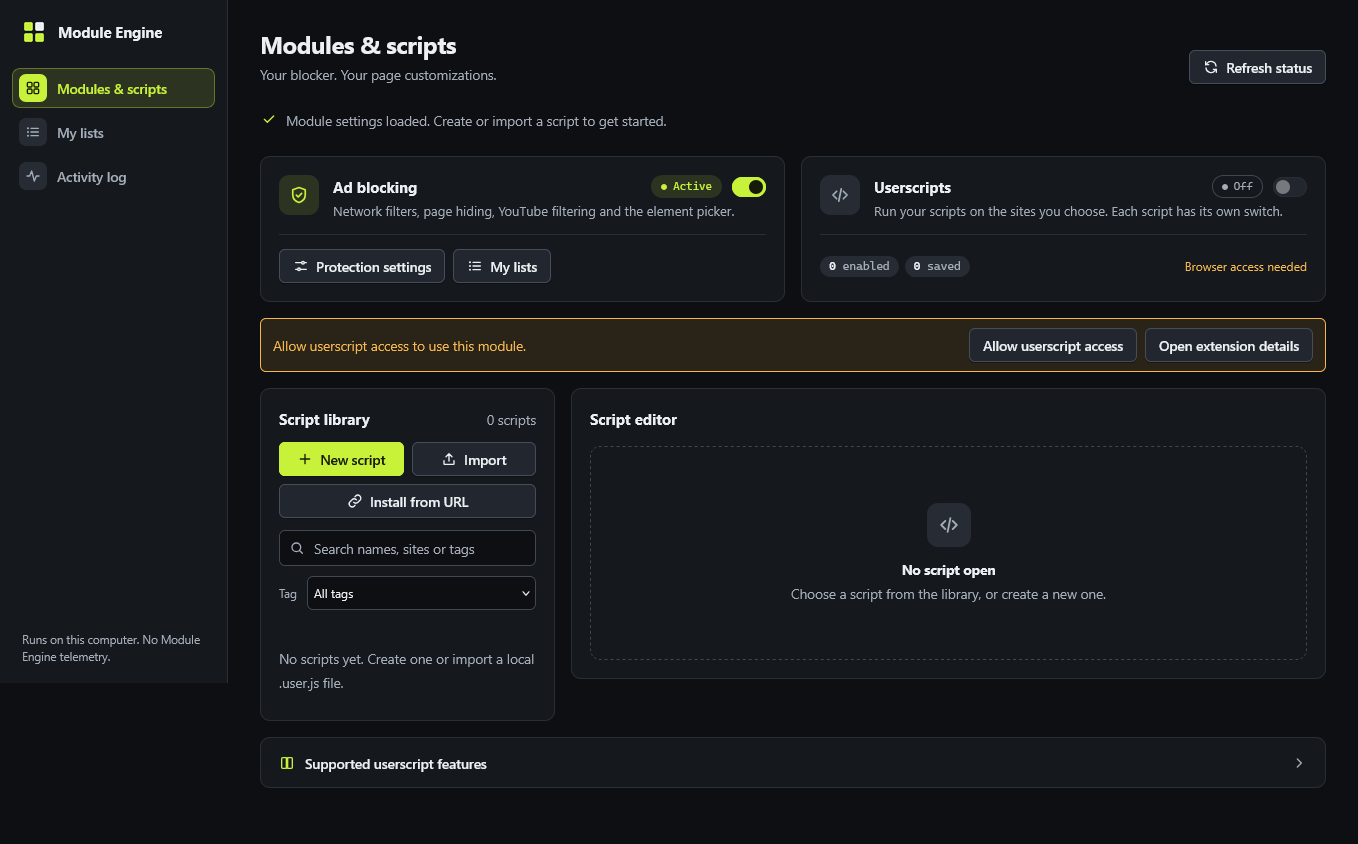 Module Engine
Modules & scripts
My lists
Activity log
Runs on this computer. No Module
Engine telemetry.
Modules & scripts
Your blocker. Your page customizations.
Refresh status
Module settings loaded. Create or import a script to get started.
Ad blocking
Active
Network filters, page hiding, YouTube filtering and the element picker.
Protection settings
My lists
Userscripts
Off
Run your scripts on the sites you choose. Each script has its own switch.
0 enabled
0 saved
Browser access needed
Allow userscript access to use this module.
Allow userscript access
Open extension details
Script library
0 scripts
New script
Import
Install from URL
Search names, sites or tags
Tag
All tags
No scripts yet. Create one or import a local
.user.js file.
Script editor
No script open
Choose a script from the library, or create a new one.
Supported userscript features